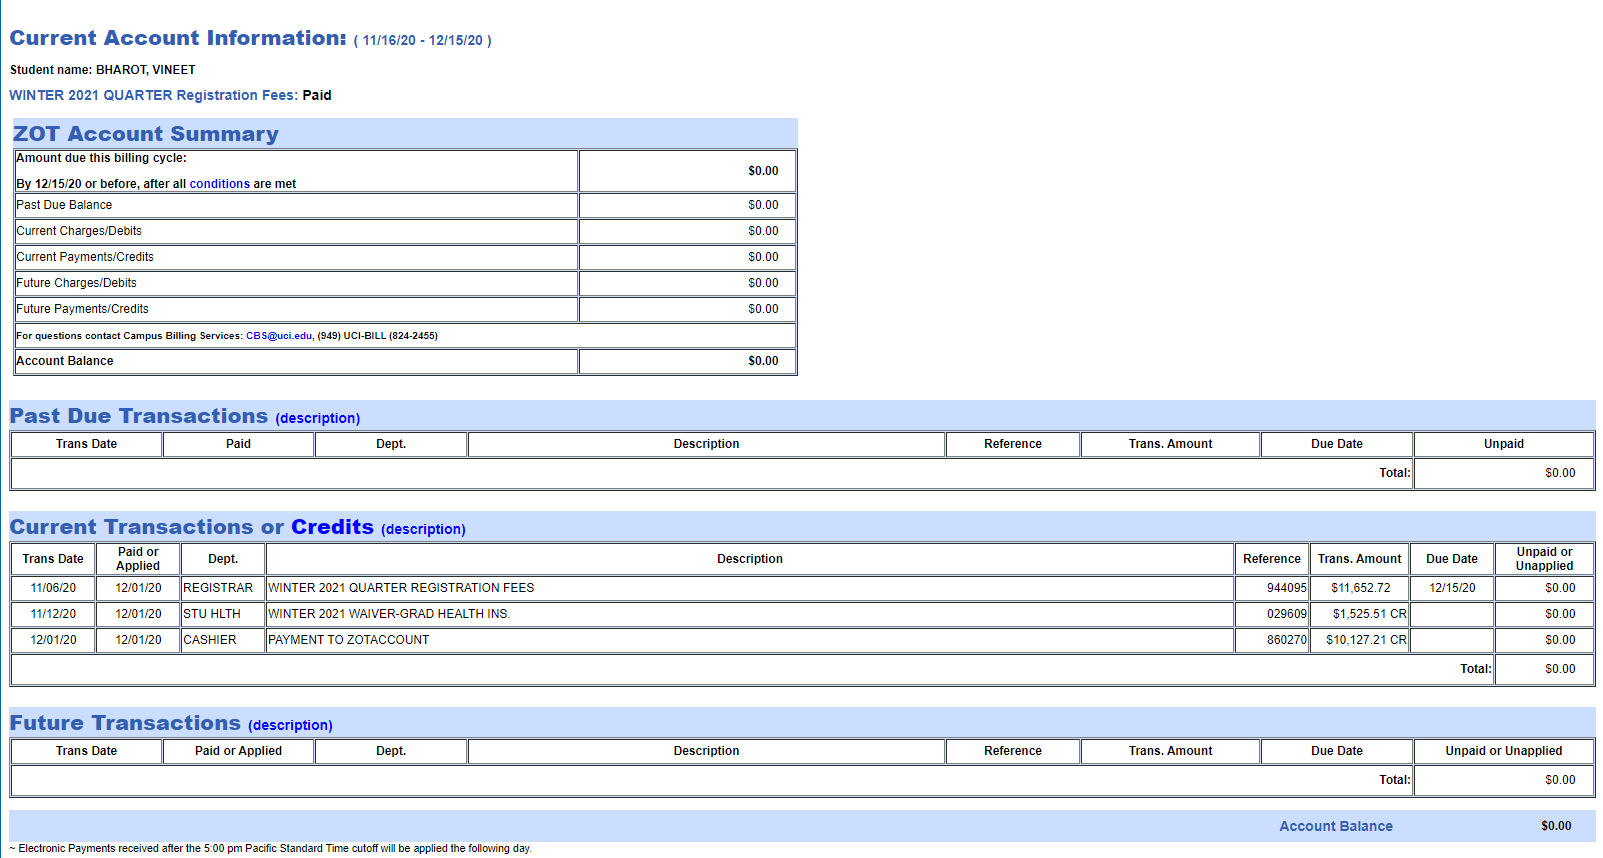 Current Account Information: ( 11/16/20 - 12/15/20 )
Student name: BHAROT, VINEET
WINTER 2021 QUARTER Registration Fees: Paid
ZOT Account Summary
Amount due this billing cycle:
By 12/15/20 or before, after all conditions are met $0.00
Past Due Balance $0.00
Current Charges/Debits $0.00
Current Payments/Credits $0.00
Future Charges/Debits $0.00
Future Payments/Credits $0.00
For questions contact Campus Billing Services: CBS@uci.edu, (949) UCI-BILL (824-2455)
Account Balance $0.00
Past Due Transactions (description)
Trans Date Paid Dept. Description Reference Trans. Amount Due Date Unpaid
Total: $0.00
Current Transactions or Credits (description)
Trans Date Paid or Applied Dept. Description Reference Trans. Amount Due Date Unpaid or Unapplied
11/06/20 12/01/20 REGISTRAR WINTER 2021 QUARTER REGISTRATION FEES 944095 $11,652.72 12/15/20 $0.00
11/12/20 12/01/20 STU HLTH WINTER 2021 WAIVER-GRAD HEALTH INS. 029609 $1,525.51 CR $0.00
12/01/20 12/01/20 CASHIER PAYMENT TO ZOTACCOUNT 860270 $10,127.21 CR $0.00
Total: $0.00
Future Transactions (description)
Trans Date Paid or Applied Dept. Description Reference Trans. Amount Due Date Unpaid or Unapplied
Total: $0.00
Account Balance $0.00
~ Electronic Payments received after the 5:00 pm Pacific Standard Time cutoff will be applied the following day.